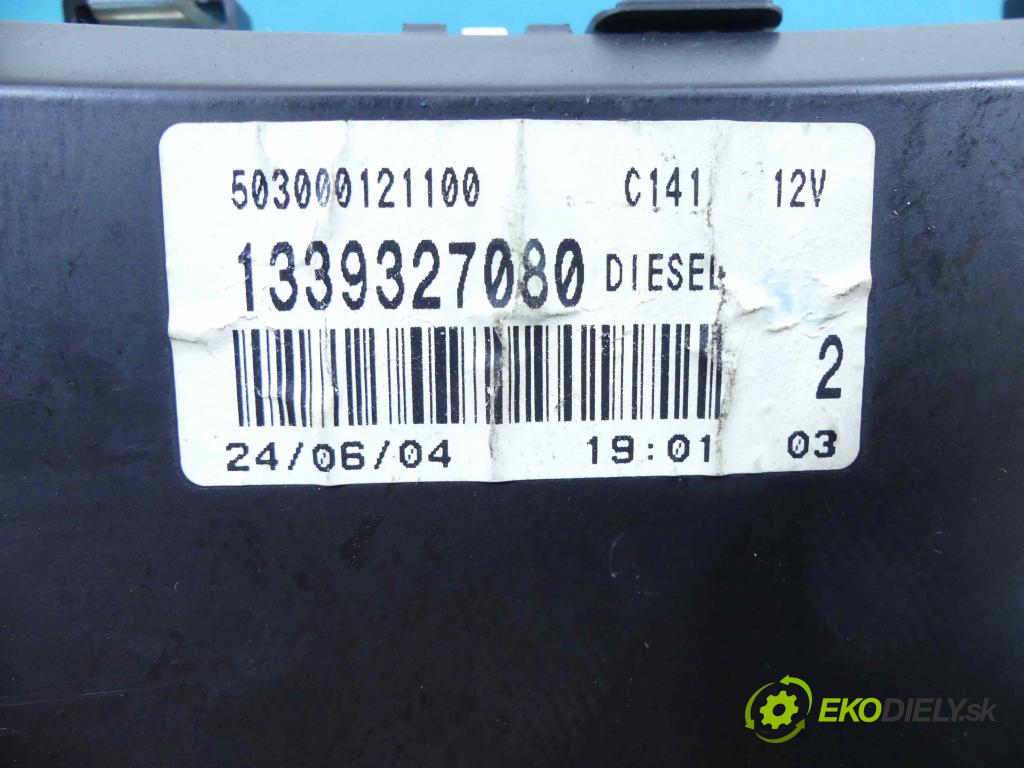 503000121100 C141 12V
1339327080 DIESEL
2
24/06/04 19:01 03
EKODIELY.sk